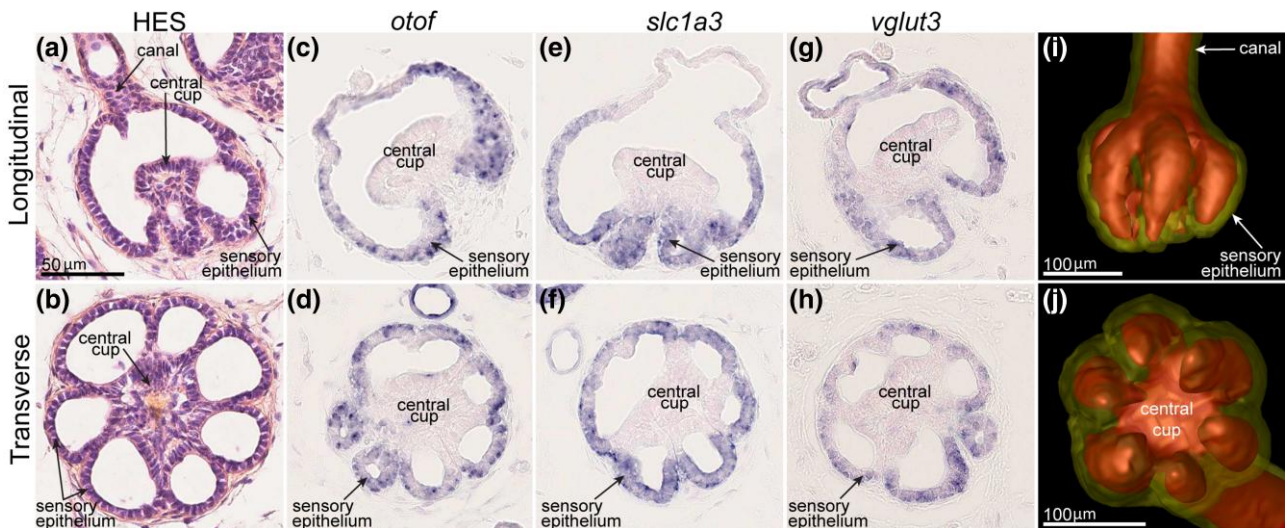 HES
otof
slc1a3
vglut3
Longitudinal
(a)
canal
central
cup
sensory
epithelium
50 µm
(c)
central
cup
sensory
epithelium
(e)
central
cup
sensory
epithelium
(g)
central
cup
sensory
epithelium
(i)
canal
sensory
epithelium
100µm
Transverse
(b)
central
cup
sensory
epithelium
(d)
central
cup
sensory
epithelium
(f)
central
cup
sensory
epithelium
(h)
central
cup
sensory
epithelium
(j)
central
cup
100µm